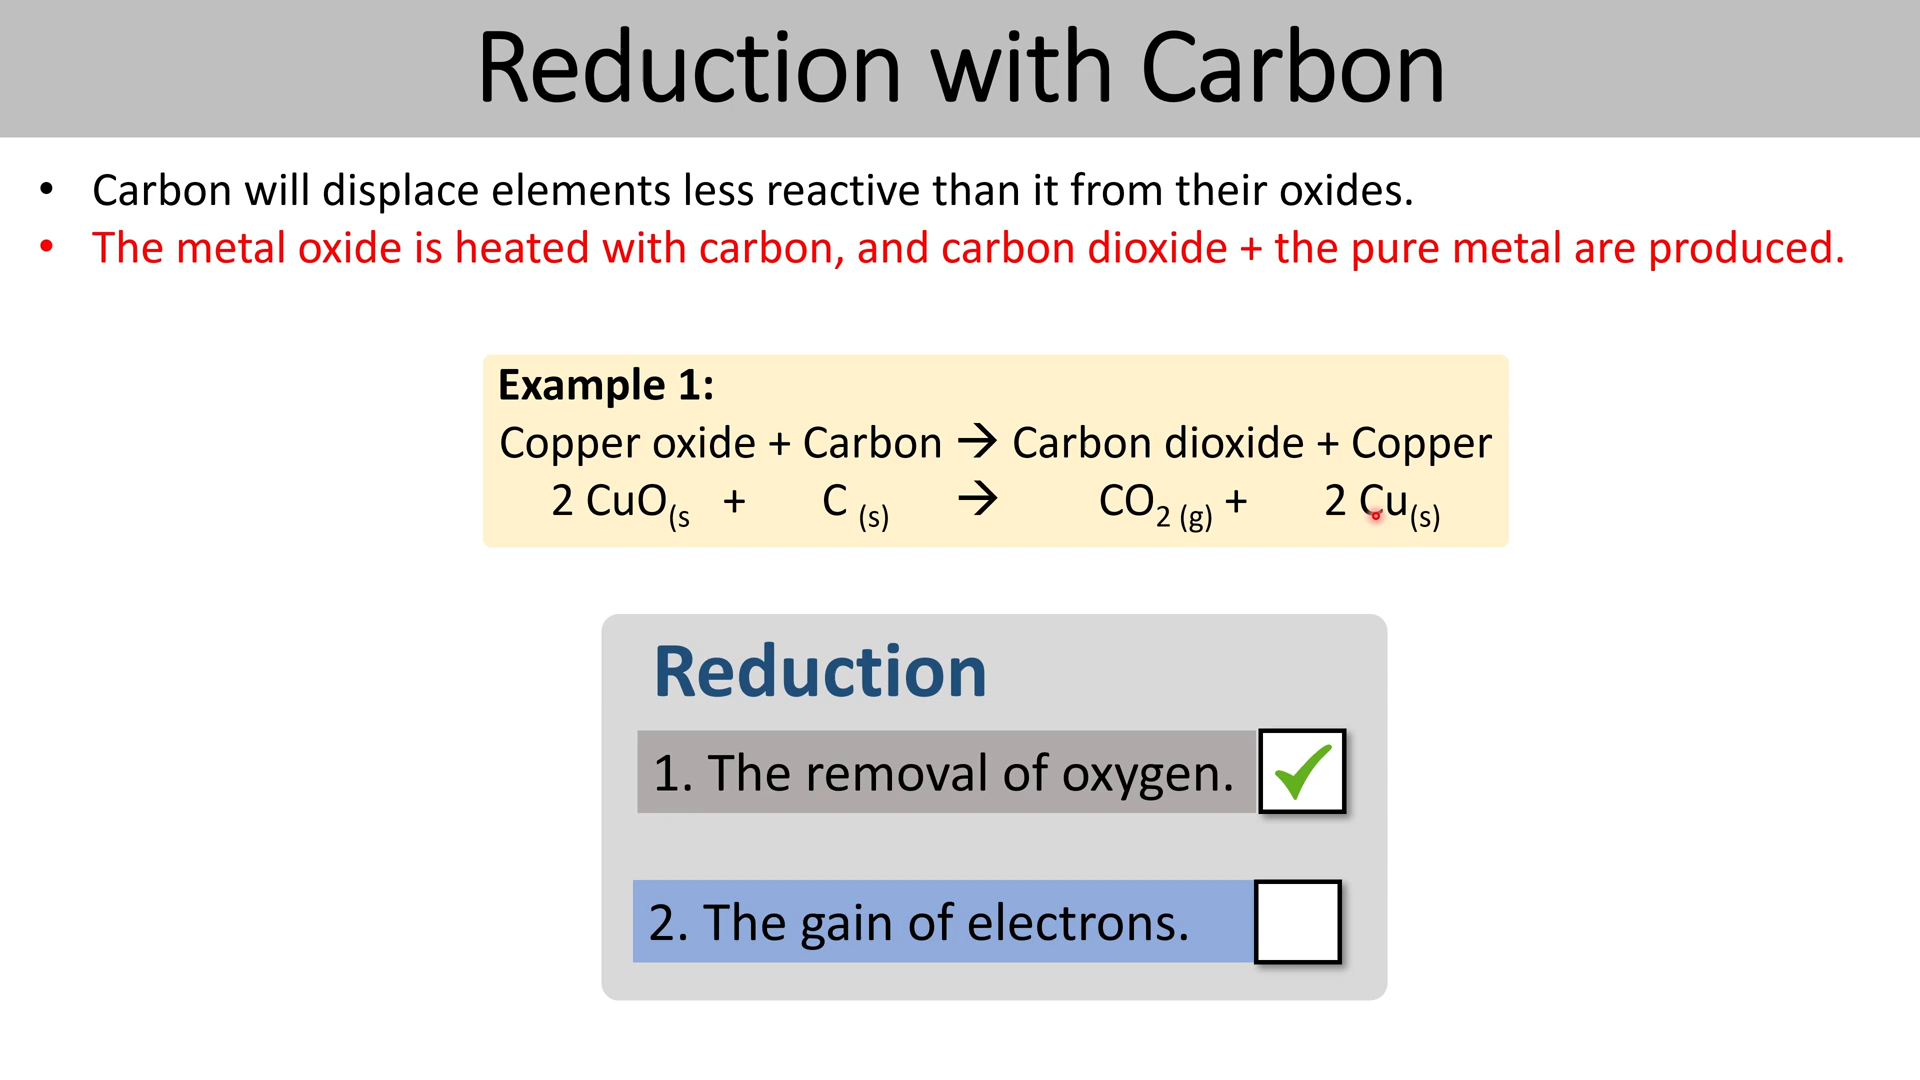 Reduction with Carbon
• Carbon will displace elements less reactive than it from their oxides.
• The metal oxide is heated with carbon, and carbon dioxide + the pure metal are produced.
Example 1:
Copper oxide + Carbon → Carbon dioxide + Copper
2 CuO(s + C (s) → CO2 (g) + 2 Cu(s)
Reduction
1. The removal of oxygen. ✓
2. The gain of electrons.